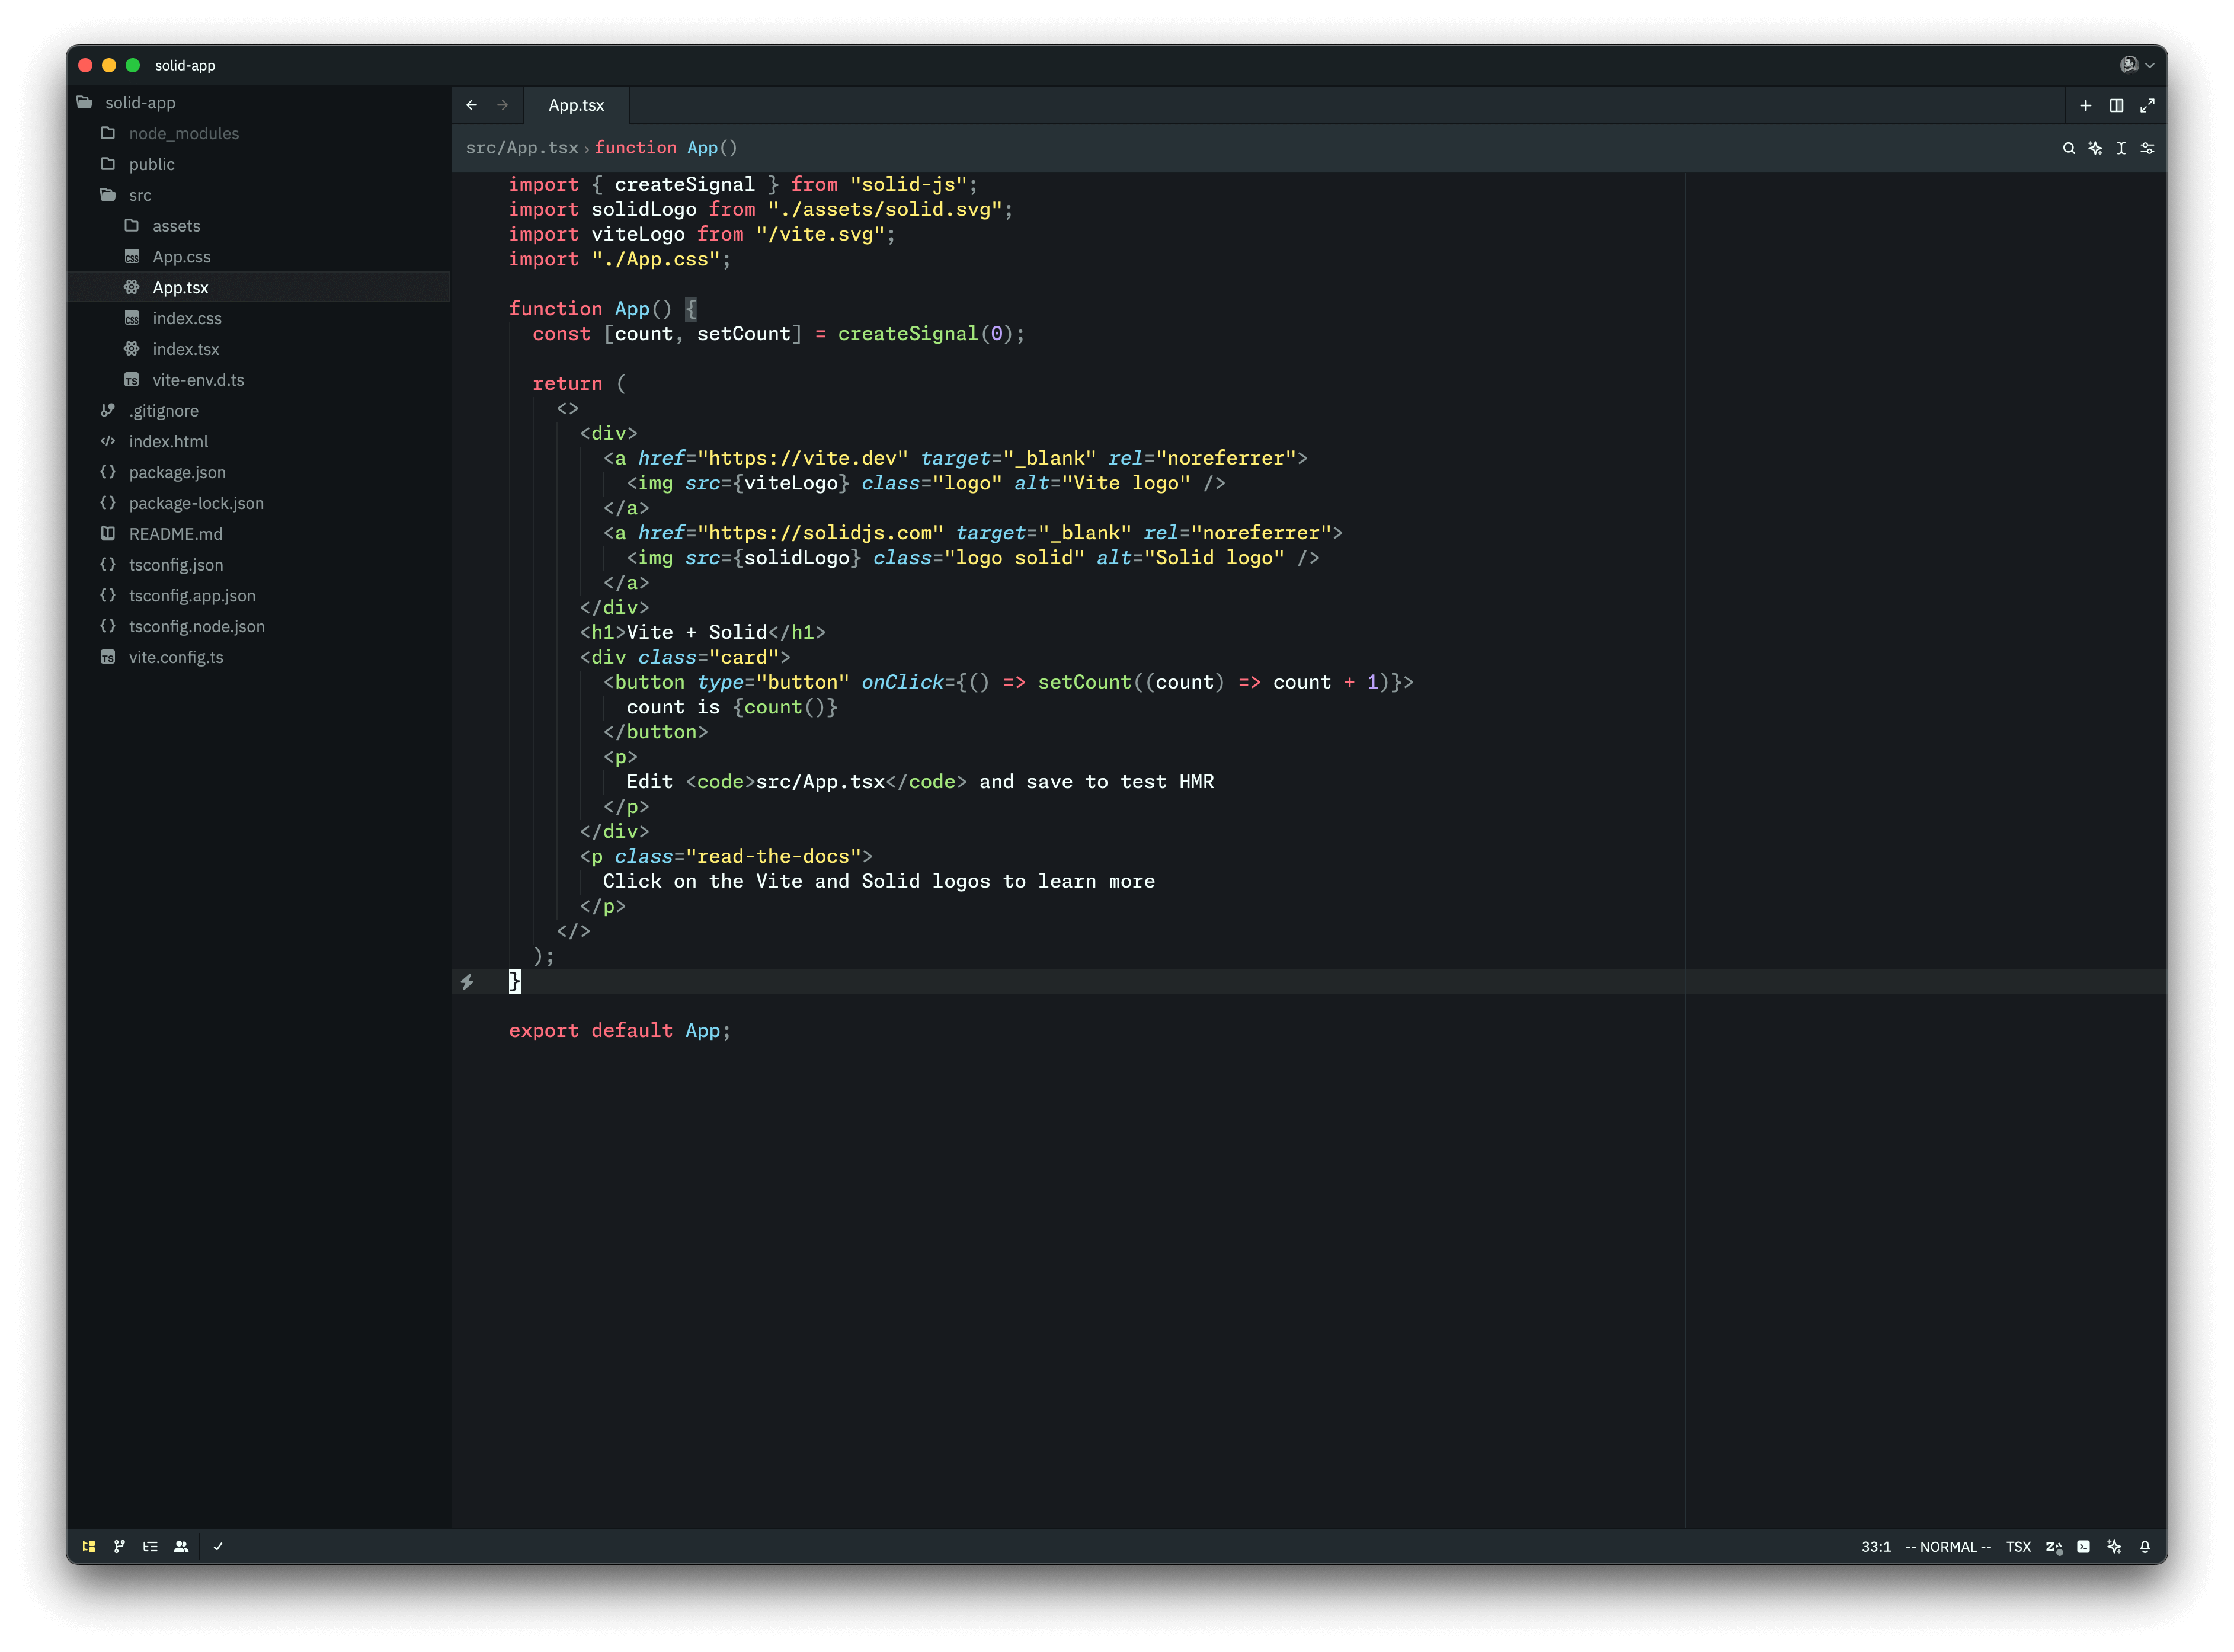 solid-app
solid-app
node_modules
public
src
assets
App.css
App.tsx
index.css
index.tsx
vite-env.d.ts
.gitignore
index.html
package.json
package-lock.json
README.md
tsconfig.json
tsconfig.app.json
tsconfig.node.json
vite.config.ts
App.tsx
src/App.tsx › function App()
import { createSignal } from "solid-js";
import solidLogo from "./assets/solid.svg";
import viteLogo from "/vite.svg";
import "./App.css";
function App() {
  const [count, setCount] = createSignal(0);
  return (
    <>
      <div>
        <a href="https://vite.dev" target="_blank" rel="noreferrer">
          <img src={viteLogo} class="logo" alt="Vite logo" />
        </a>
        <a href="https://solidjs.com" target="_blank" rel="noreferrer">
          <img src={solidLogo} class="logo solid" alt="Solid logo" />
        </a>
      </div>
      <h1>Vite + Solid</h1>
      <div class="card">
        <button type="button" onClick={() => setCount((count) => count + 1)}>
          count is {count()}
        </button>
        <p>
          Edit <code>src/App.tsx</code> and save to test HMR
        </p>
      </div>
      <p class="read-the-docs">
        Click on the Vite and Solid logos to learn more
      </p>
    </>
  );
}
export default App;
33:1 -- NORMAL -- TSX